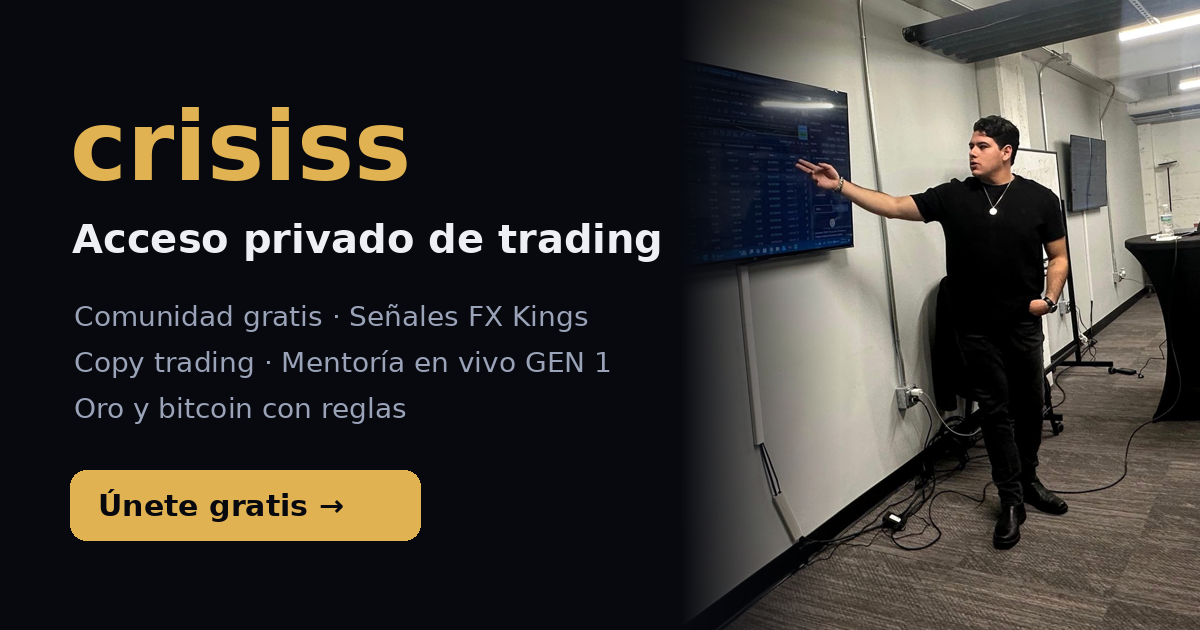 crisiss
Acceso privado de trading
Comunidad gratis · Señales FX Kings
Copy trading · Mentoría en vivo GEN 1
Oro y bitcoin con reglas
Únete gratis →